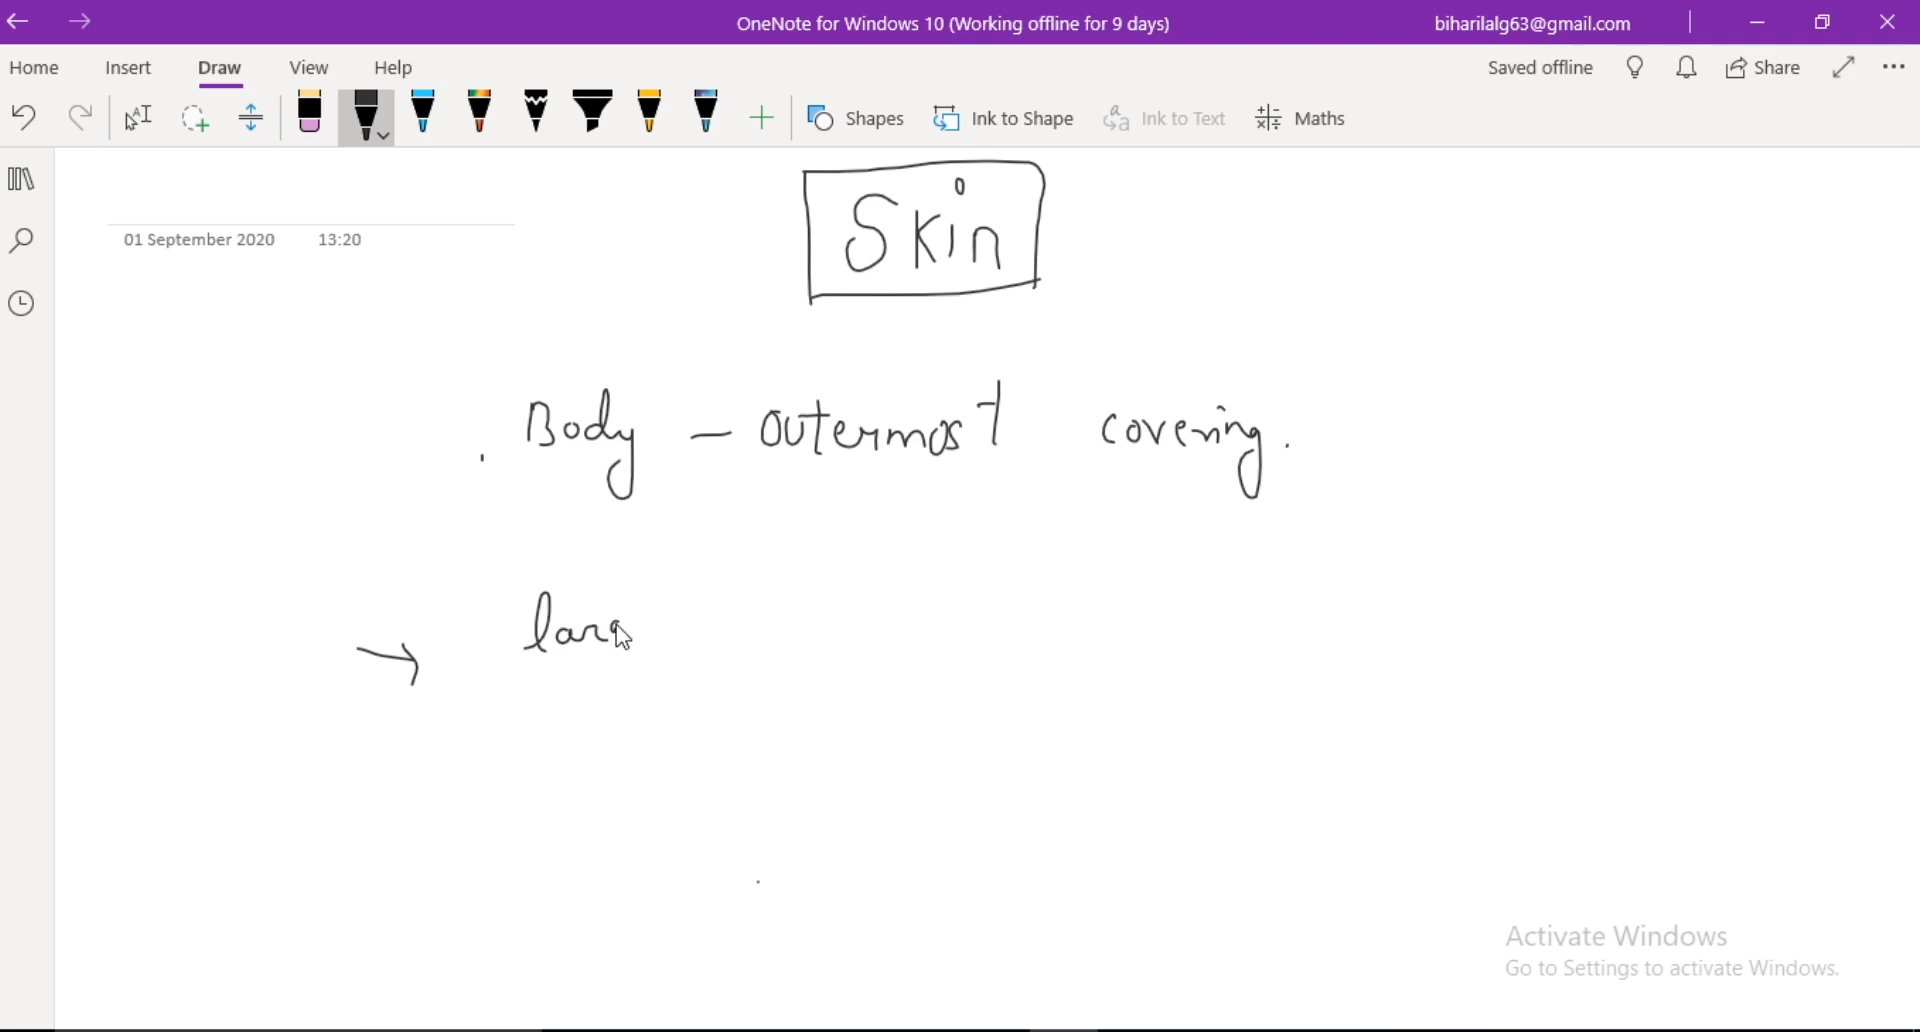 OneNote for Windows 10 (Working offline for 9 days) biharilalg63@gmail.com
Home Insert Draw View Help Saved offline Share
Shapes Ink to Shape Ink to Text Maths
Skin
01 September 2020 13:20
. Body - outermost covering.
→ larg
Activate Windows
Go to Settings to activate Windows.